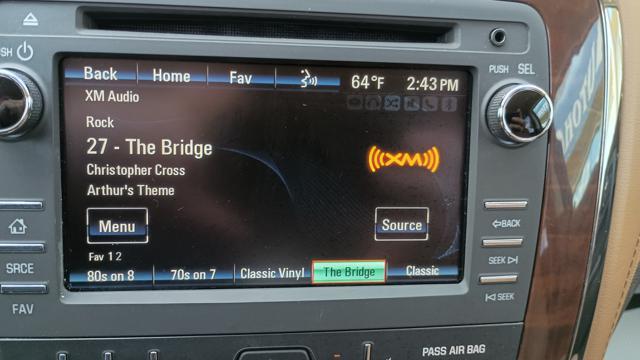 PUSH
Back Home Fav 64°F 2:43 PM
PUSH SEL
XM Audio
Rock
27 - The Bridge
Christopher Cross
Arthur's Theme
((( XM )))
Menu Source
BACK
Fav 1 2
80s on 8 70s on 7 Classic Vinyl The Bridge Classic
SRCE
SEEK
FAV
SEEK
PASS AIR BAG